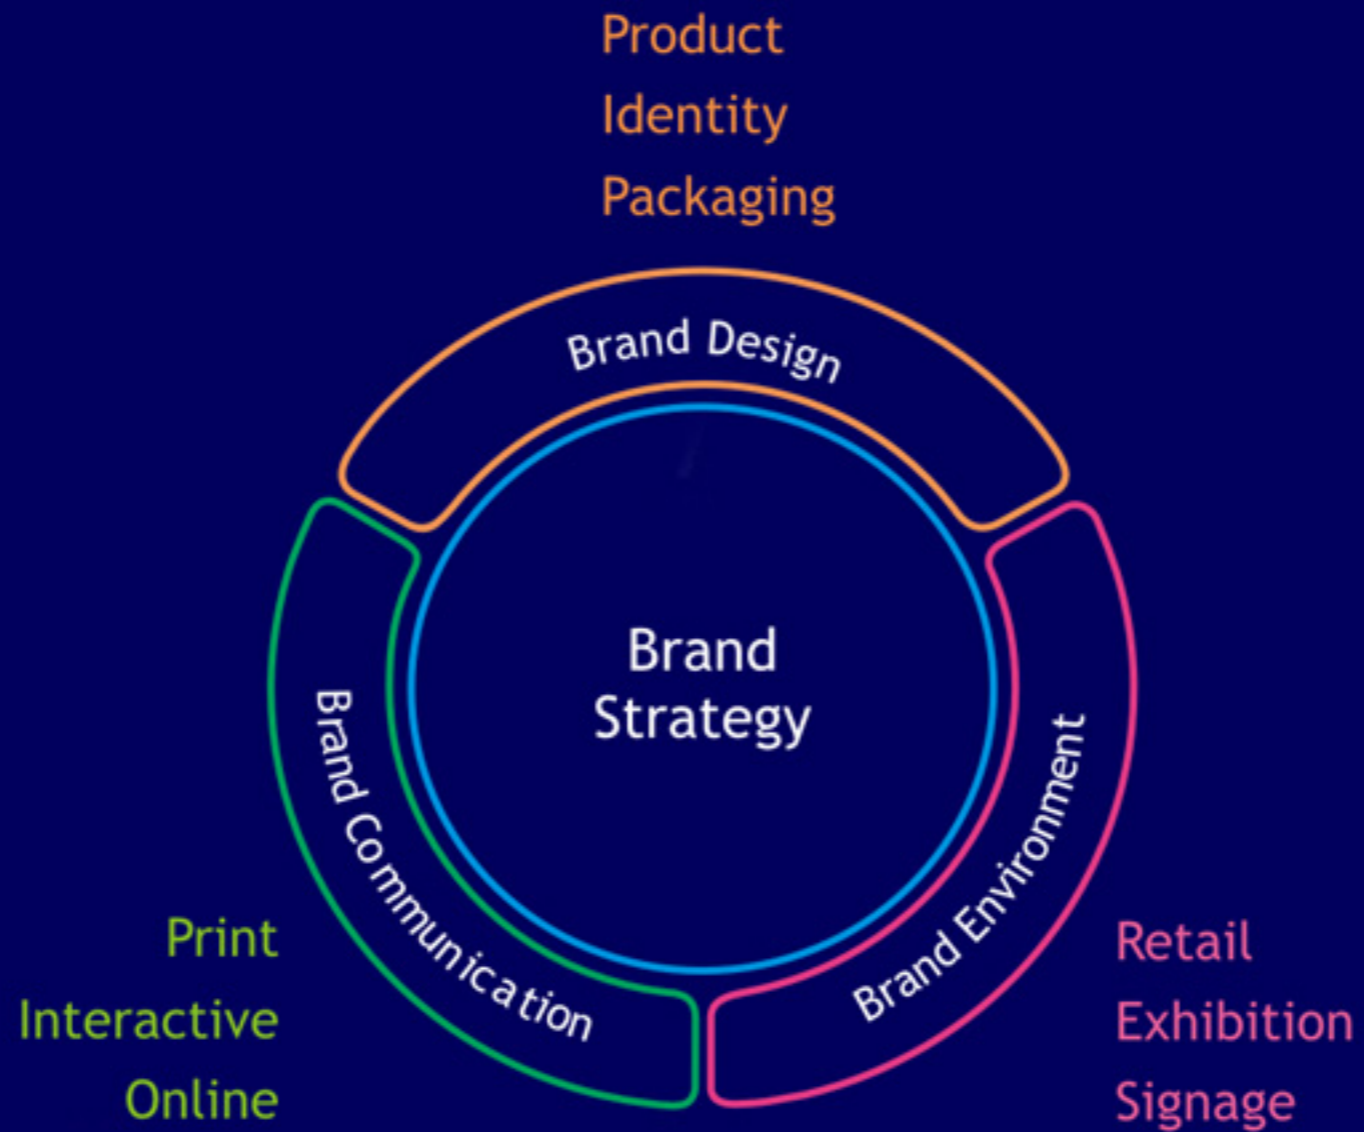 Product
Identity
Packaging
Brand Design
Brand
Strategy
Brand Communication
Brand Environment
Print
Interactive
Online
Retail
Exhibition
Signage